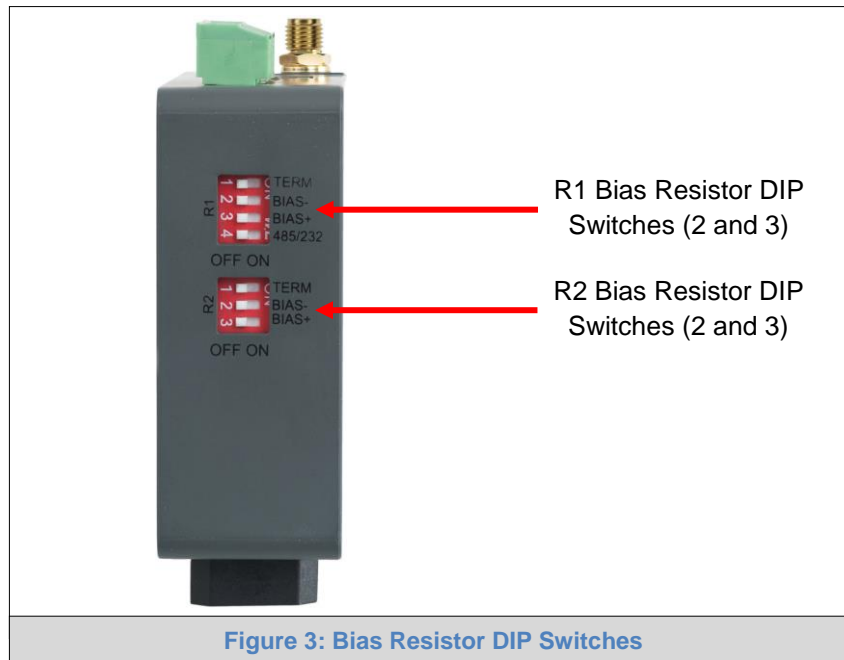 R1
1 TERM
2 BIAS-
3 BIAS+
4 485/232
OFF ON
R1 Bias Resistor DIP
Switches (2 and 3)
R2
1 TERM
2 BIAS-
3 BIAS+
OFF ON
R2 Bias Resistor DIP
Switches (2 and 3)
Figure 3: Bias Resistor DIP Switches